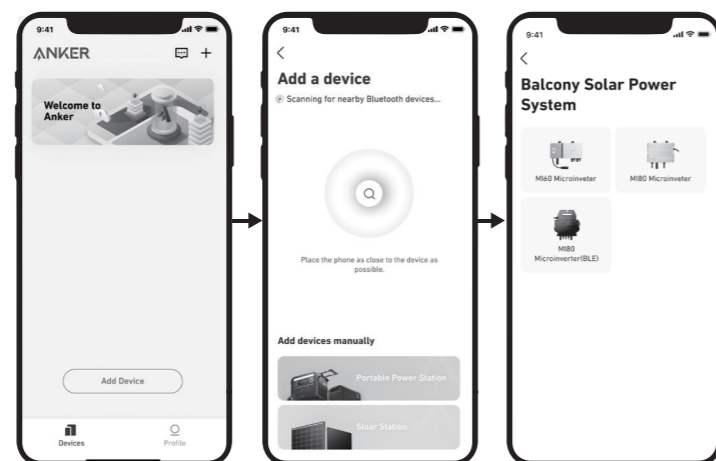 9:41
ANKER
Welcome to
Anker
Add Device
Devices
Profile
9:41
Add a device
Scanning for nearby Bluetooth devices...
Place the phone as close to the device as
possible.
Add devices manually
Portable Power Station
Sloar Station
9:41
Balcony Solar Power
System
MI60 Microinveter
MI80 Microinveter
MI80
Microinverter(BLE)